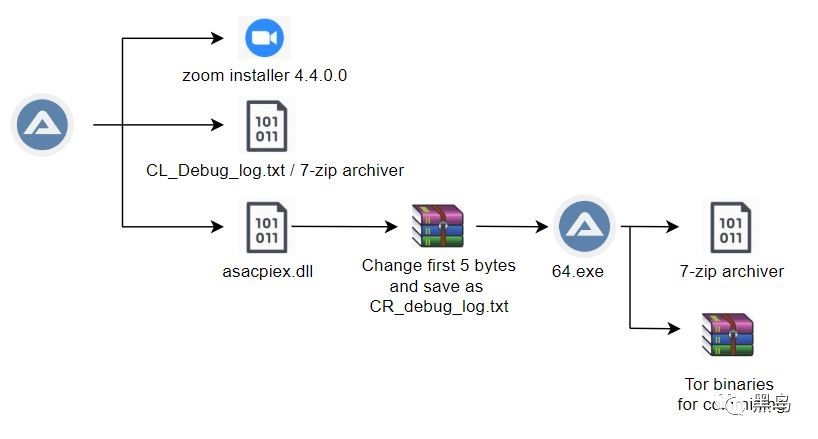 zoom installer 4.4.0.0
101
011
CL_Debug_log.txt / 7-zip archiver
101
011
asacpiex.dll
Change first 5 bytes
and save as
CR_debug_log.txt
64.exe
101
011
7-zip archiver
Tor binaries
for
黑鸟